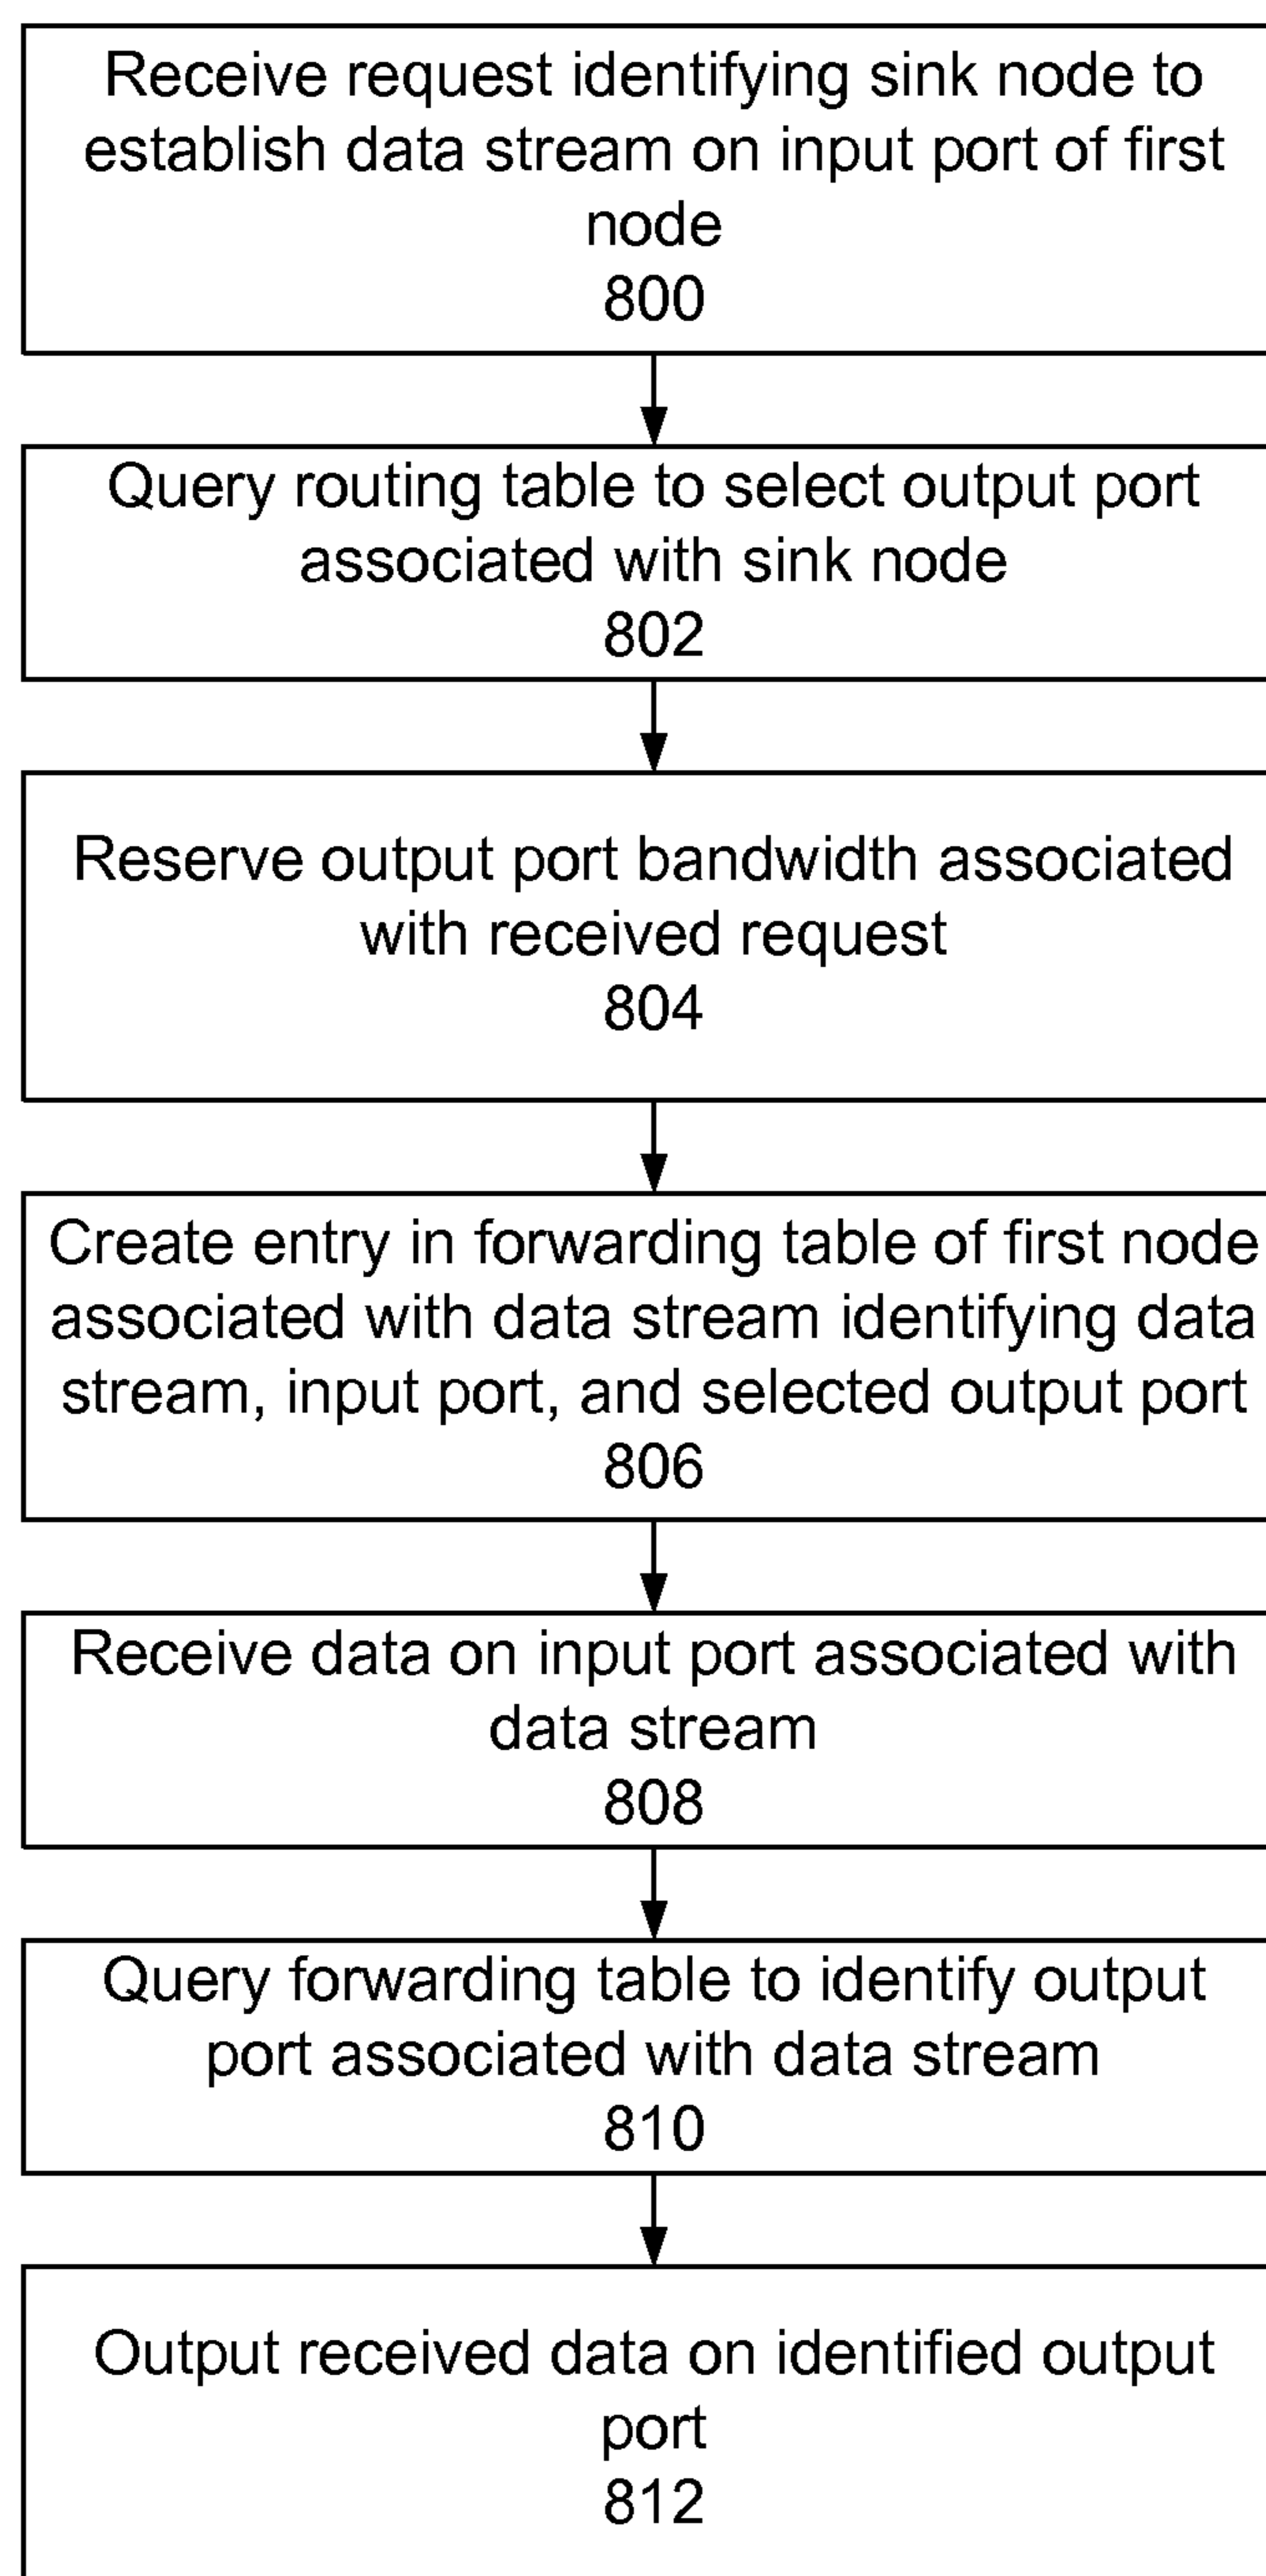 Receive request identifying sink node to
establish data stream on input port of first
node
800
Query routing table to select output port
associated with sink node
802
Reserve output port bandwidth associated
with received request
804
Create entry in forwarding table of first node
associated with data stream identifying data
stream, input port, and selected output port
806
Receive data on input port associated with
data stream
808
Query forwarding table to identify output
port associated with data stream
810
Output received data on identified output
port
812